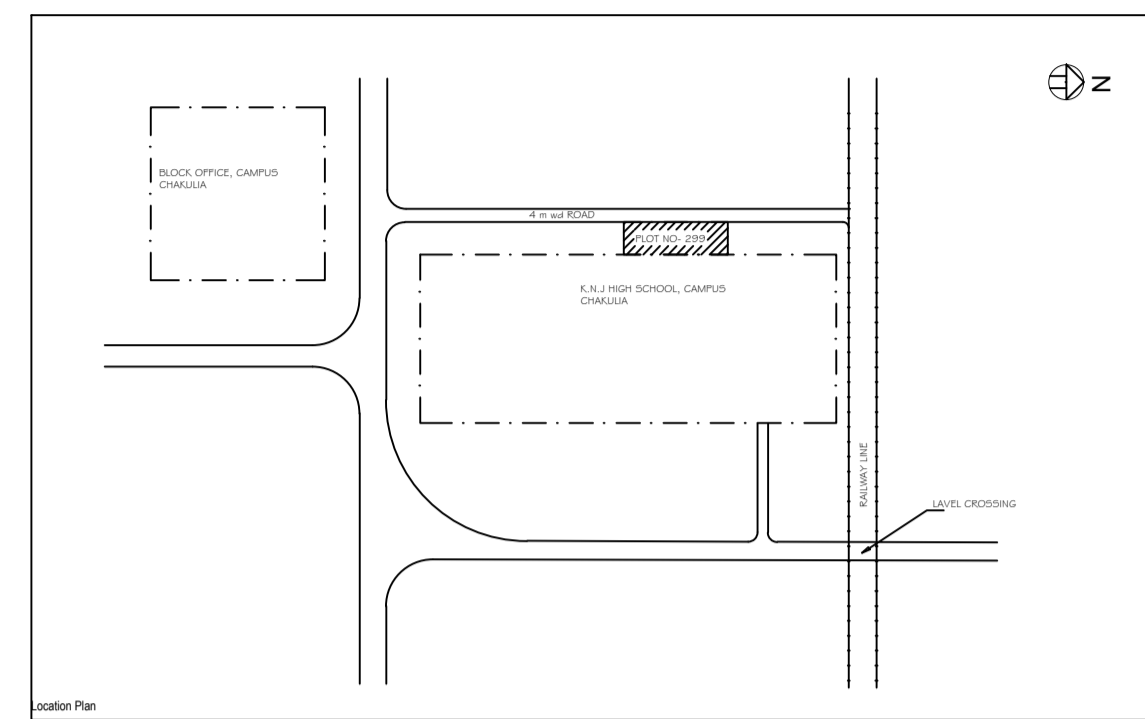 N
BLOCK OFFICE, CAMPUS
CHAKULIA
4 m wd ROAD
PLOT NO- 299
K.N.J HIGH SCHOOL, CAMPUS
CHAKULIA
RAILWAY LINE
LAVEL CROSSING
Location Plan